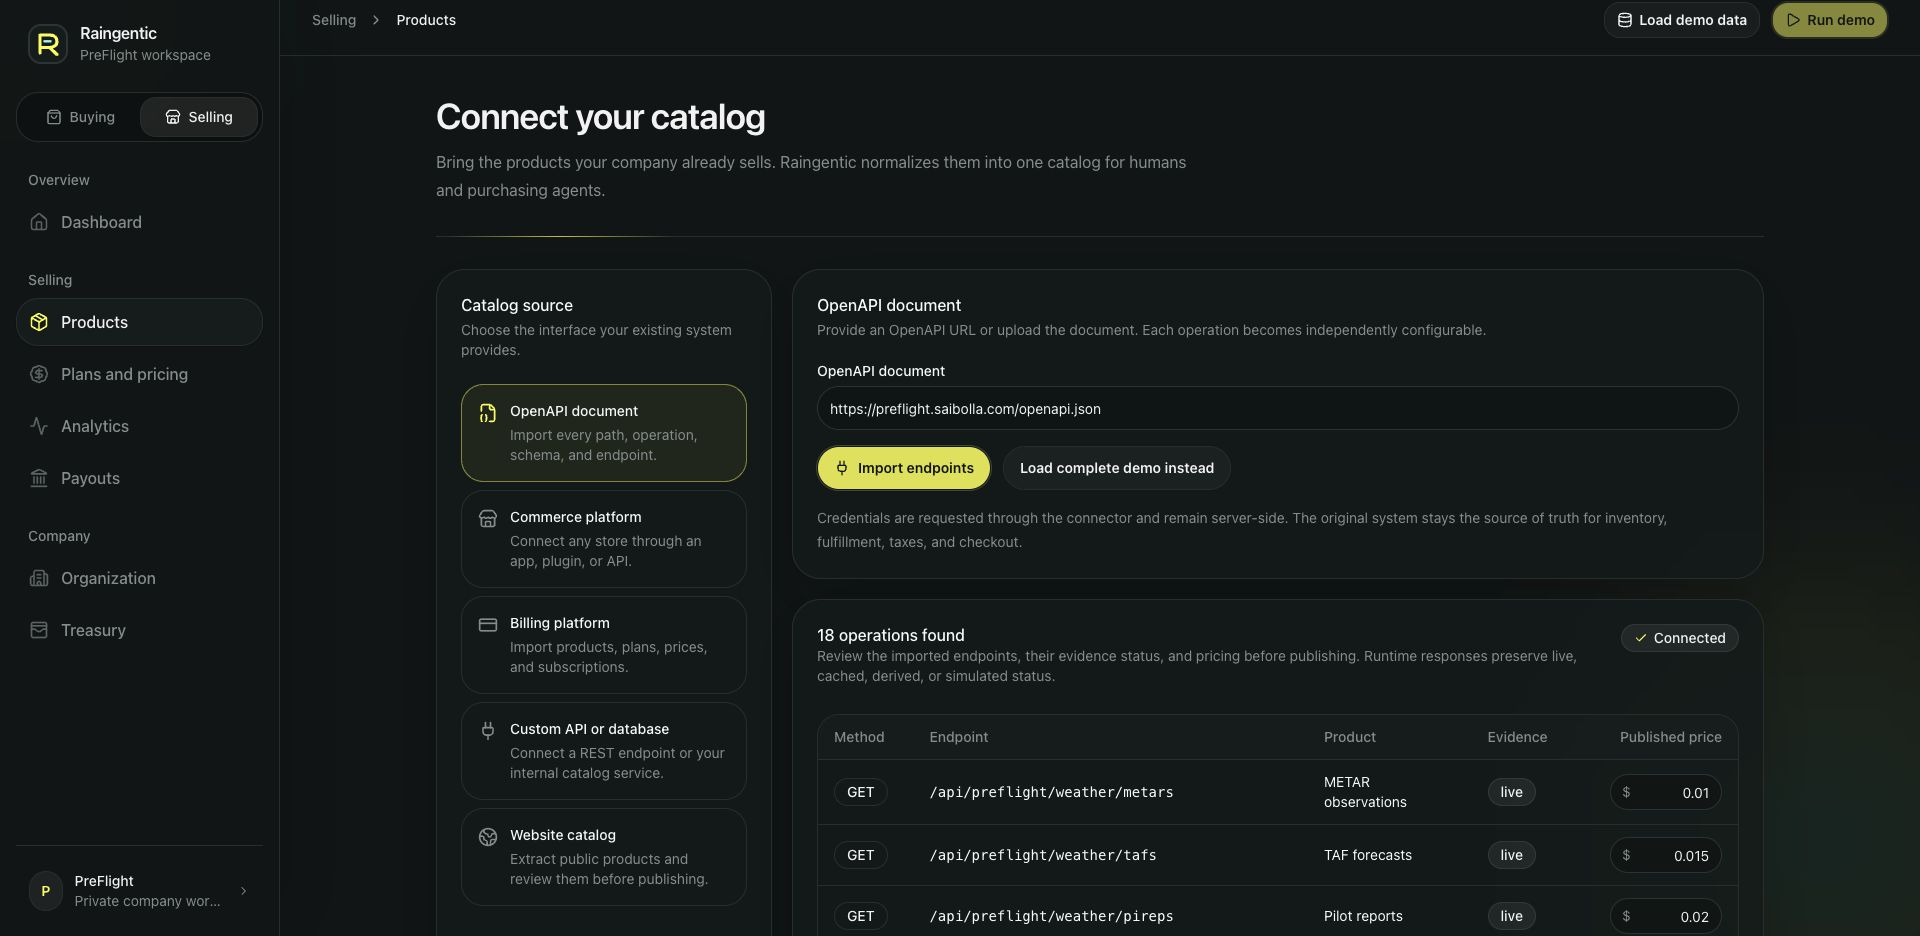 Raingentic
PreFlight workspace
Buying
Selling
Overview
Dashboard
Selling
Products
Plans and pricing
Analytics
Payouts
Company
Organization
Treasury
P
PreFlight
Private company wor...
Selling
Products
Load demo data
Run demo
Connect your catalog
Bring the products your company already sells. Raingentic normalizes them into one catalog for humans
and purchasing agents.
Catalog source
Choose the interface your existing system
provides.
OpenAPI document
Import every path, operation,
schema, and endpoint.
Commerce platform
Connect any store through an
app, plugin, or API.
Billing platform
Import products, plans, prices,
and subscriptions.
Custom API or database
Connect a REST endpoint or your
internal catalog service.
Website catalog
Extract public products and
review them before publishing.
OpenAPI document
Provide an OpenAPI URL or upload the document. Each operation becomes independently configurable.
OpenAPI document
https://preflight.saibolla.com/openapi.json
Import endpoints
Load complete demo instead
Credentials are requested through the connector and remain server-side. The original system stays the source of truth for inventory,
fulfillment, taxes, and checkout.
18 operations found
Connected
Review the imported endpoints, their evidence status, and pricing before publishing. Runtime responses preserve live,
cached, derived, or simulated status.
Method Endpoint Product Evidence Published price
GET /api/preflight/weather/metars METAR observations live $ 0.01
GET /api/preflight/weather/tafs TAF forecasts live $ 0.015
GET /api/preflight/weather/pireps Pilot reports live $ 0.02